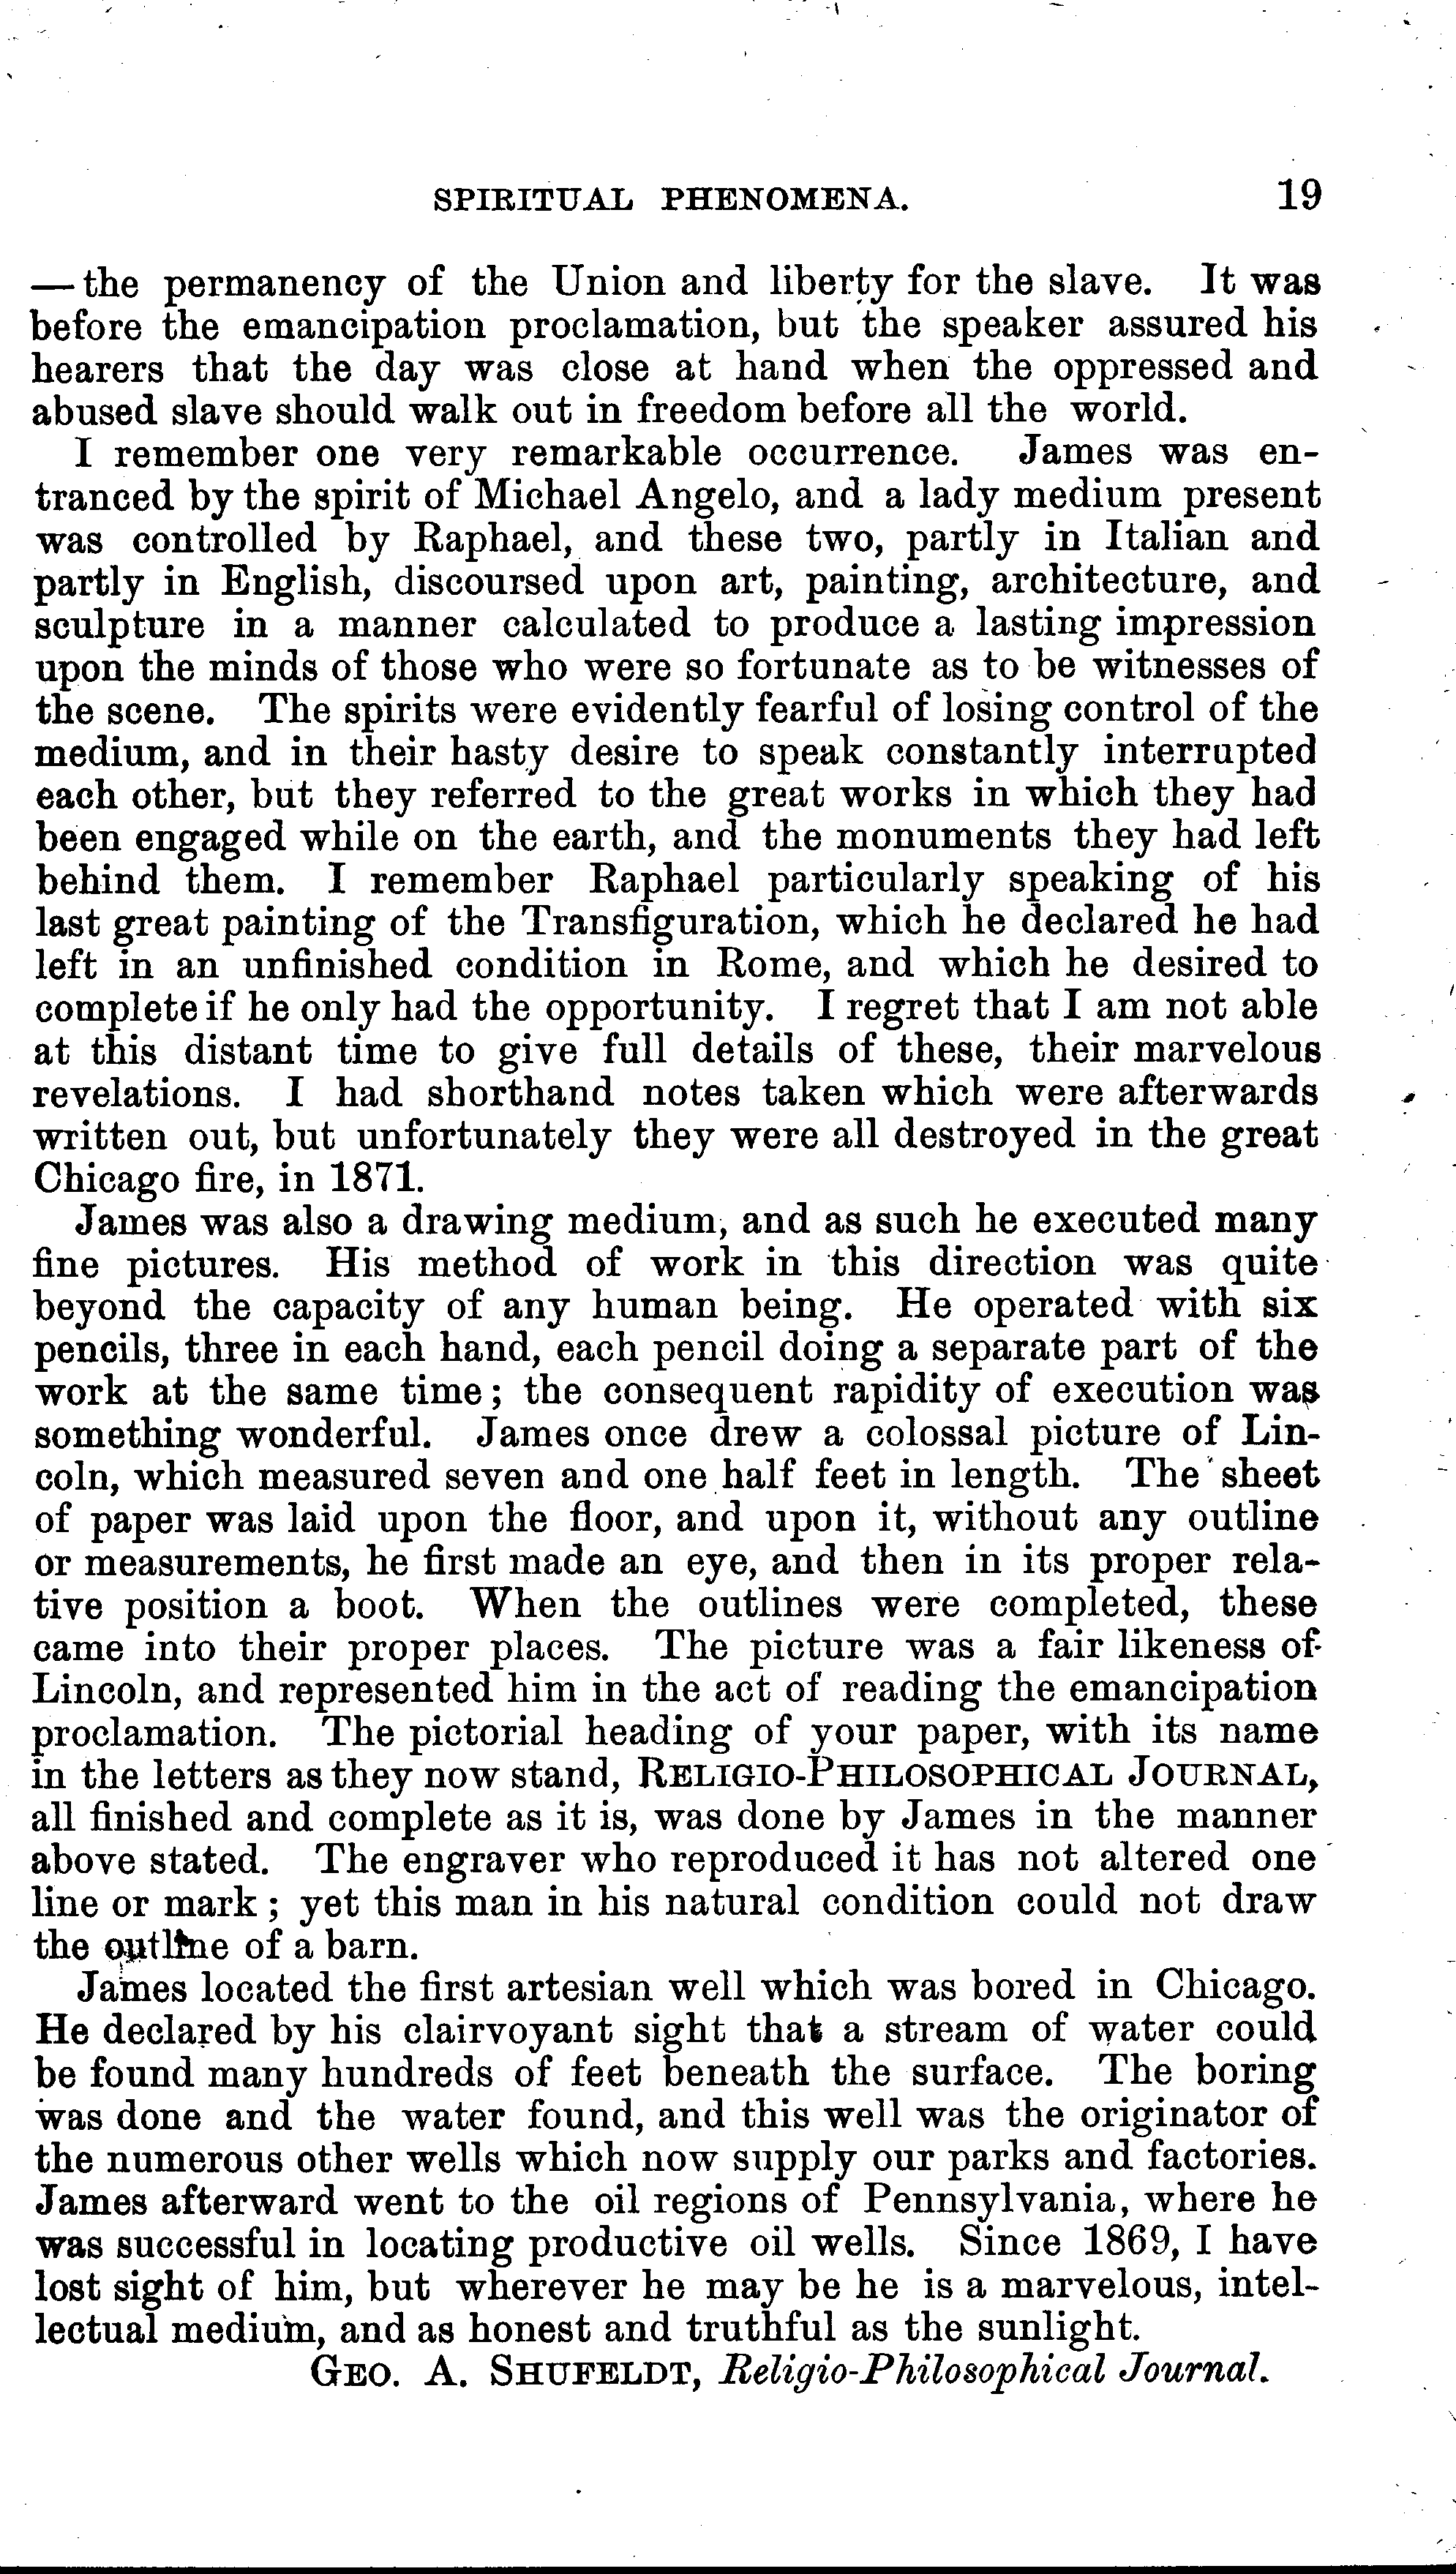 SPIRITUAL PHENOMENA. 19
—the permanency of the Union and liberty for the slave. It was
before the emancipation proclamation, but the speaker assured his
hearers that the day was close at hand when the oppressed and
abused slave should walk out in freedom before all the world.
I remember one very remarkable occurrence. James was en-
tranced by the spirit of Michael Angelo, and a lady medium present
was controlled by Raphael, and these two, partly in Italian and
partly in English, discoursed upon art, painting, architecture, and
sculpture in a manner calculated to produce a lasting impression
upon the minds of those who were so fortunate as to be witnesses of
the scene. The spirits were evidently fearful of losing control of the
medium, and in their hasty desire to speak constantly interrupted
each other, but they referred to the great works in which they had
been engaged while on the earth, and the monuments they had left
behind them. I remember Raphael particularly speaking of his
last great painting of the Transfiguration, which he declared he had
left in an unfinished condition in Rome, and which he desired to
complete if he only had the opportunity. I regret that I am not able
at this distant time to give full details of these, their marvelous
revelations. I had shorthand notes taken which were afterwards
written out, but unfortunately they were all destroyed in the great
Chicago fire, in 1871.
James was also a drawing medium, and as such he executed many
fine pictures. His method of work in this direction was quite
beyond the capacity of any human being. He operated with six
pencils, three in each hand, each pencil doing a separate part of the
work at the same time; the consequent rapidity of execution was
something wonderful. James once drew a colossal picture of Lin-
coln, which measured seven and one half feet in length. The sheet
of paper was laid upon the floor, and upon it, without any outline
or measurements, he first made an eye, and then in its proper rela-
tive position a boot. When the outlines were completed, these
came into their proper places. The picture was a fair likeness of
Lincoln, and represented him in the act of reading the emancipation
proclamation. The pictorial heading of your paper, with its name
in the letters as they now stand, RELIGIO-PHILOSOPHICAL JOURNAL,
all finished and complete as it is, was done by James in the manner
above stated. The engraver who reproduced it has not altered one
line or mark; yet this man in his natural condition could not draw
the outline of a barn.
James located the first artesian well which was bored in Chicago.
He declared by his clairvoyant sight that a stream of water could
be found many hundreds of feet beneath the surface. The boring
was done and the water found, and this well was the originator of
the numerous other wells which now supply our parks and factories.
James afterward went to the oil regions of Pennsylvania, where he
was successful in locating productive oil wells. Since 1869, I have
lost sight of him, but wherever he may be he is a marvelous, intel-
lectual medium, and as honest and truthful as the sunlight.
GEO. A. SHUFELDT, Religio-Philosophical Journal.